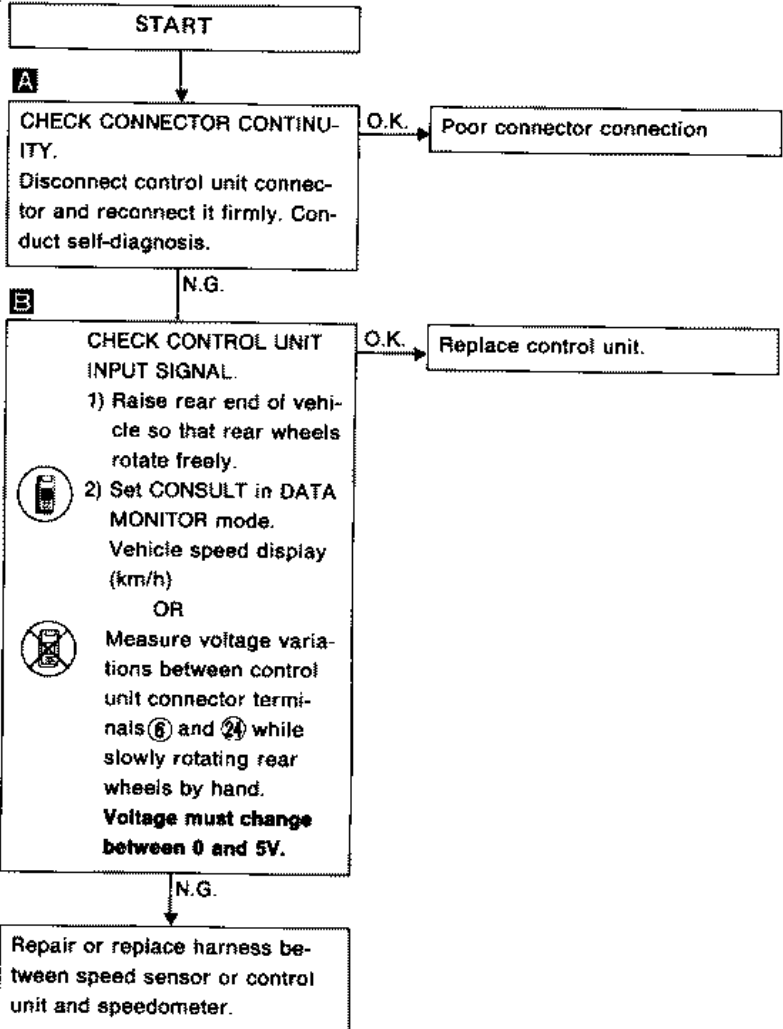 START
A
CHECK CONNECTOR CONTINU-
ITY.
Disconnect control unit connec-
tor and reconnect it firmly. Con-
duct self-diagnosis.
O.K.
Poor connector connection
N.G.
B
CHECK CONTROL UNIT
INPUT SIGNAL.
1) Raise rear end of vehi-
cle so that rear wheels
rotate freely.
2) Set CONSULT in DATA
MONITOR mode.
Vehicle speed display
(km/h)
OR
Measure voltage varia-
tions between control
unit connector termi-
nals ⑥ and ㉔ while
slowly rotating rear
wheels by hand.
Voltage must change
between 0 and 5V.
O.K.
Replace control unit.
N.G.
Repair or replace harness be-
tween speed sensor or control
unit and speedometer.